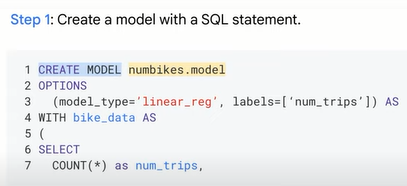 Step 1: Create a model with a SQL statement.
1 CREATE MODEL numbikes.model
2 OPTIONS
3 (model_type='linear_reg', labels=['num_trips']) AS
4 WITH bike_data AS
5 (
6 SELECT
7 COUNT(*) as num_trips,